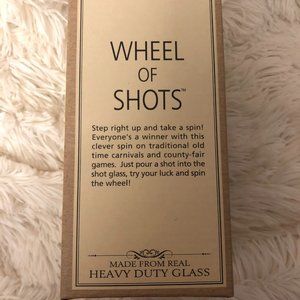 WHEEL
OF
SHOTS™
Step right up and take a spin!
Everyone's a winner with this
clever spin on traditional old
time carnivals and county-fair
games. Just pour a shot into the
shot glass, try your luck and spin
the wheel!
MADE FROM REAL
HEAVY DUTY GLASS